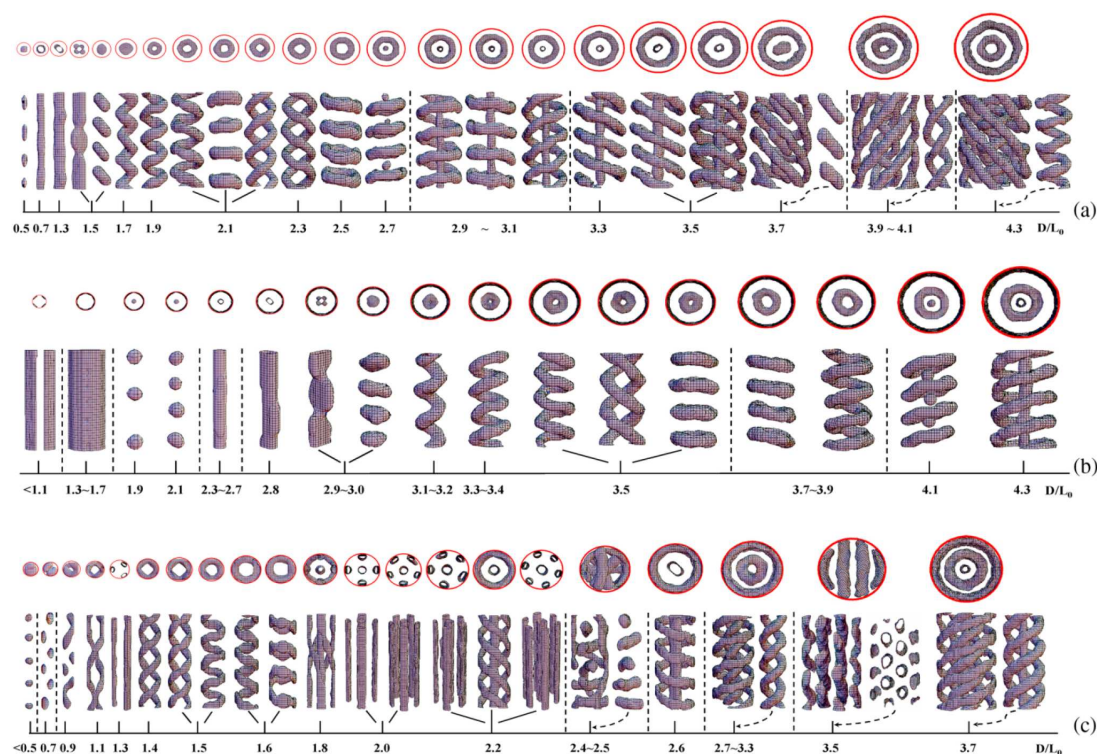 0.5 0.7 1.3 1.5 1.7 1.9 2.1 2.3 2.5 2.7 2.9 ~ 3.1 3.3 3.5 3.7 3.9 ~ 4.1 4.3 D/L₀ (a)
<1.1 1.3~1.7 1.9 2.1 2.3~2.7 2.8 2.9~3.0 3.1~3.2 3.3~3.4 3.5 3.7~3.9 4.1 4.3 D/L₀ (b)
<0.5 0.7 0.9 1.1 1.3 1.4 1.5 1.6 1.8 2.0 2.2 2.4~2.5 2.6 2.7~3.3 3.5 3.7 D/L₀ (c)